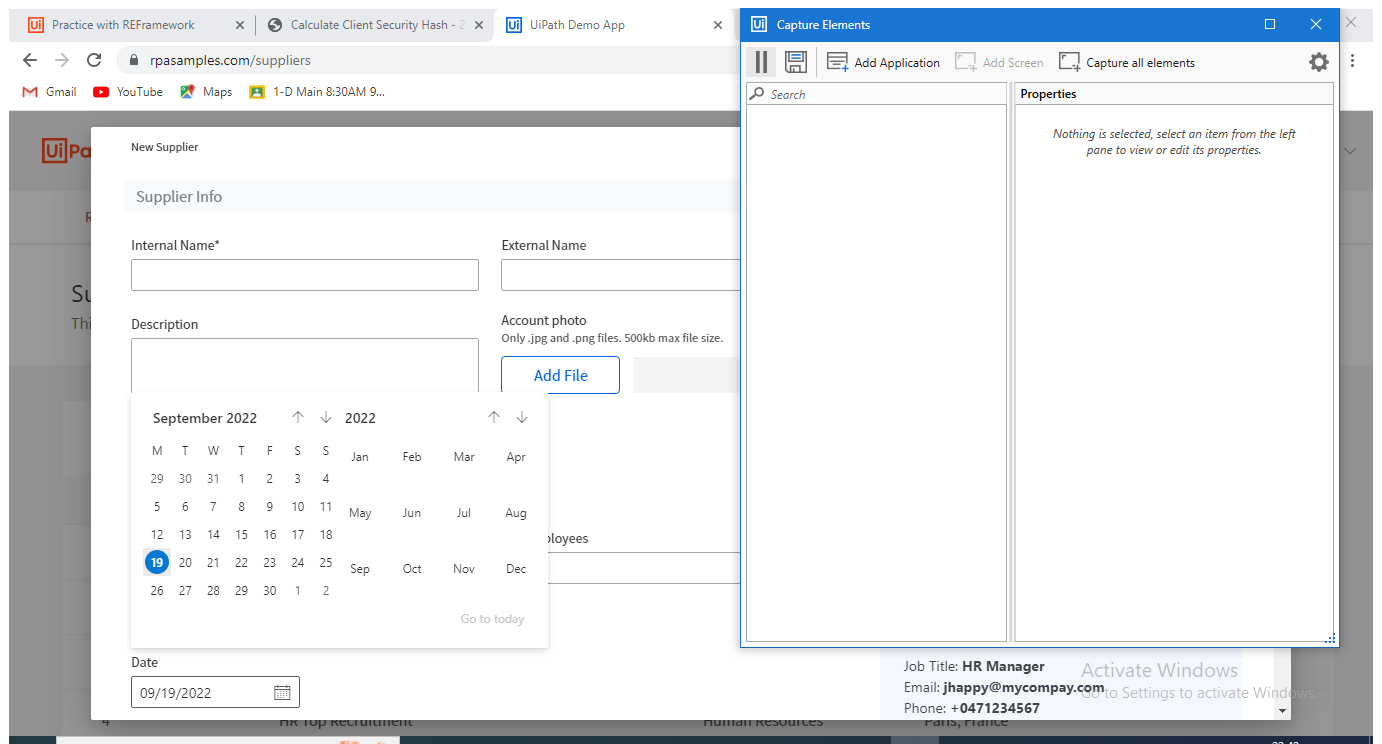 Practice with REFramework
Calculate Client Security Hash - 2
UiPath Demo App
Capture Elements
rpasamples.com/suppliers
Add Application
Add Screen
Capture all elements
Gmail
YouTube
Maps
1-D Main 8:30AM 9...
Search
Properties
Nothing is selected, select an item from the left
pane to view or edit its properties.
Ui Pa
New Supplier
Supplier Info
R
Internal Name*
External Name
Su
Thi
Description
Account photo
Only .jpg and .png files. 500kb max file size.
Add File
September 2022
2022
M T W T F S S
Jan Feb Mar Apr
29 30 31 1 2 3 4
5 6 7 8 9 10 11
May Jun Jul Aug
12 13 14 15 16 17 18
ployees
19 20 21 22 23 24 25
Sep Oct Nov Dec
26 27 28 29 30 1 2
Go to today
Date
09/19/2022
Job Title: HR Manager
Email: jhappy@mycompay.com
Phone: +0471234567
Activate Windows
Go to Settings to activate Windows.
4 HR Top Recruitment Human Resources Paris, France